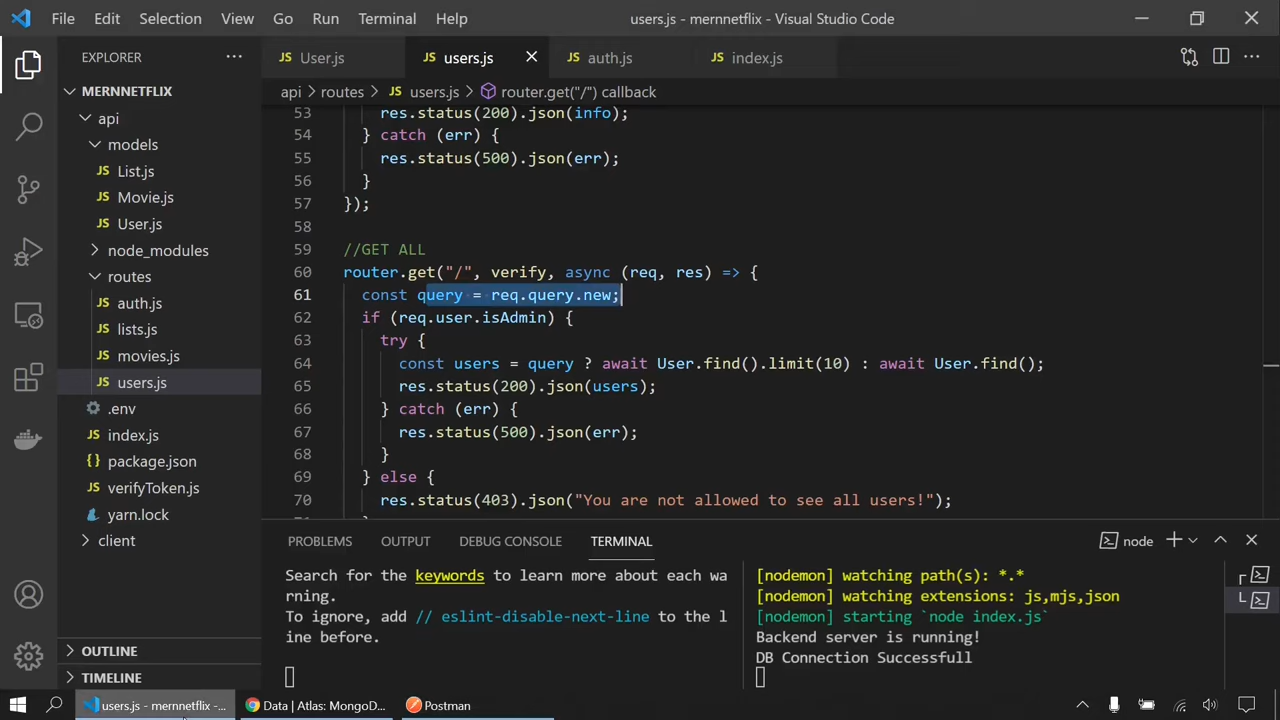 File Edit Selection View Go Run Terminal Help users.js - mernnetflix - Visual Studio Code
EXPLORER
JS User.js JS users.js JS auth.js JS index.js
MERNNETFLIX
api
models
JS List.js
JS Movie.js
JS User.js
node_modules
routes
JS auth.js
JS lists.js
JS movies.js
JS users.js
.env
JS index.js
package.json
JS verifyToken.js
yarn.lock
client
OUTLINE
TIMELINE
api > routes > JS users.js > router.get("/") callback
53 res.status(200).json(info);
54 } catch (err) {
55 res.status(500).json(err);
56 }
57 });
58
59 //GET ALL
60 router.get("/", verify, async (req, res) => {
61 const query = req.query.new;
62 if (req.user.isAdmin) {
63 try {
64 const users = query ? await User.find().limit(10) : await User.find();
65 res.status(200).json(users);
66 } catch (err) {
67 res.status(500).json(err);
68 }
69 } else {
70 res.status(403).json("You are not allowed to see all users!");
PROBLEMS OUTPUT DEBUG CONSOLE TERMINAL node
Search for the keywords to learn more about each wa
rning.
To ignore, add // eslint-disable-next-line to the l
ine before.
[nodemon] watching path(s): *.*
[nodemon] watching extensions: js,mjs,json
[nodemon] starting `node index.js`
Backend server is running!
DB Connection Successfull
users.js - mernnetflix -... Data | Atlas: MongoD... Postman